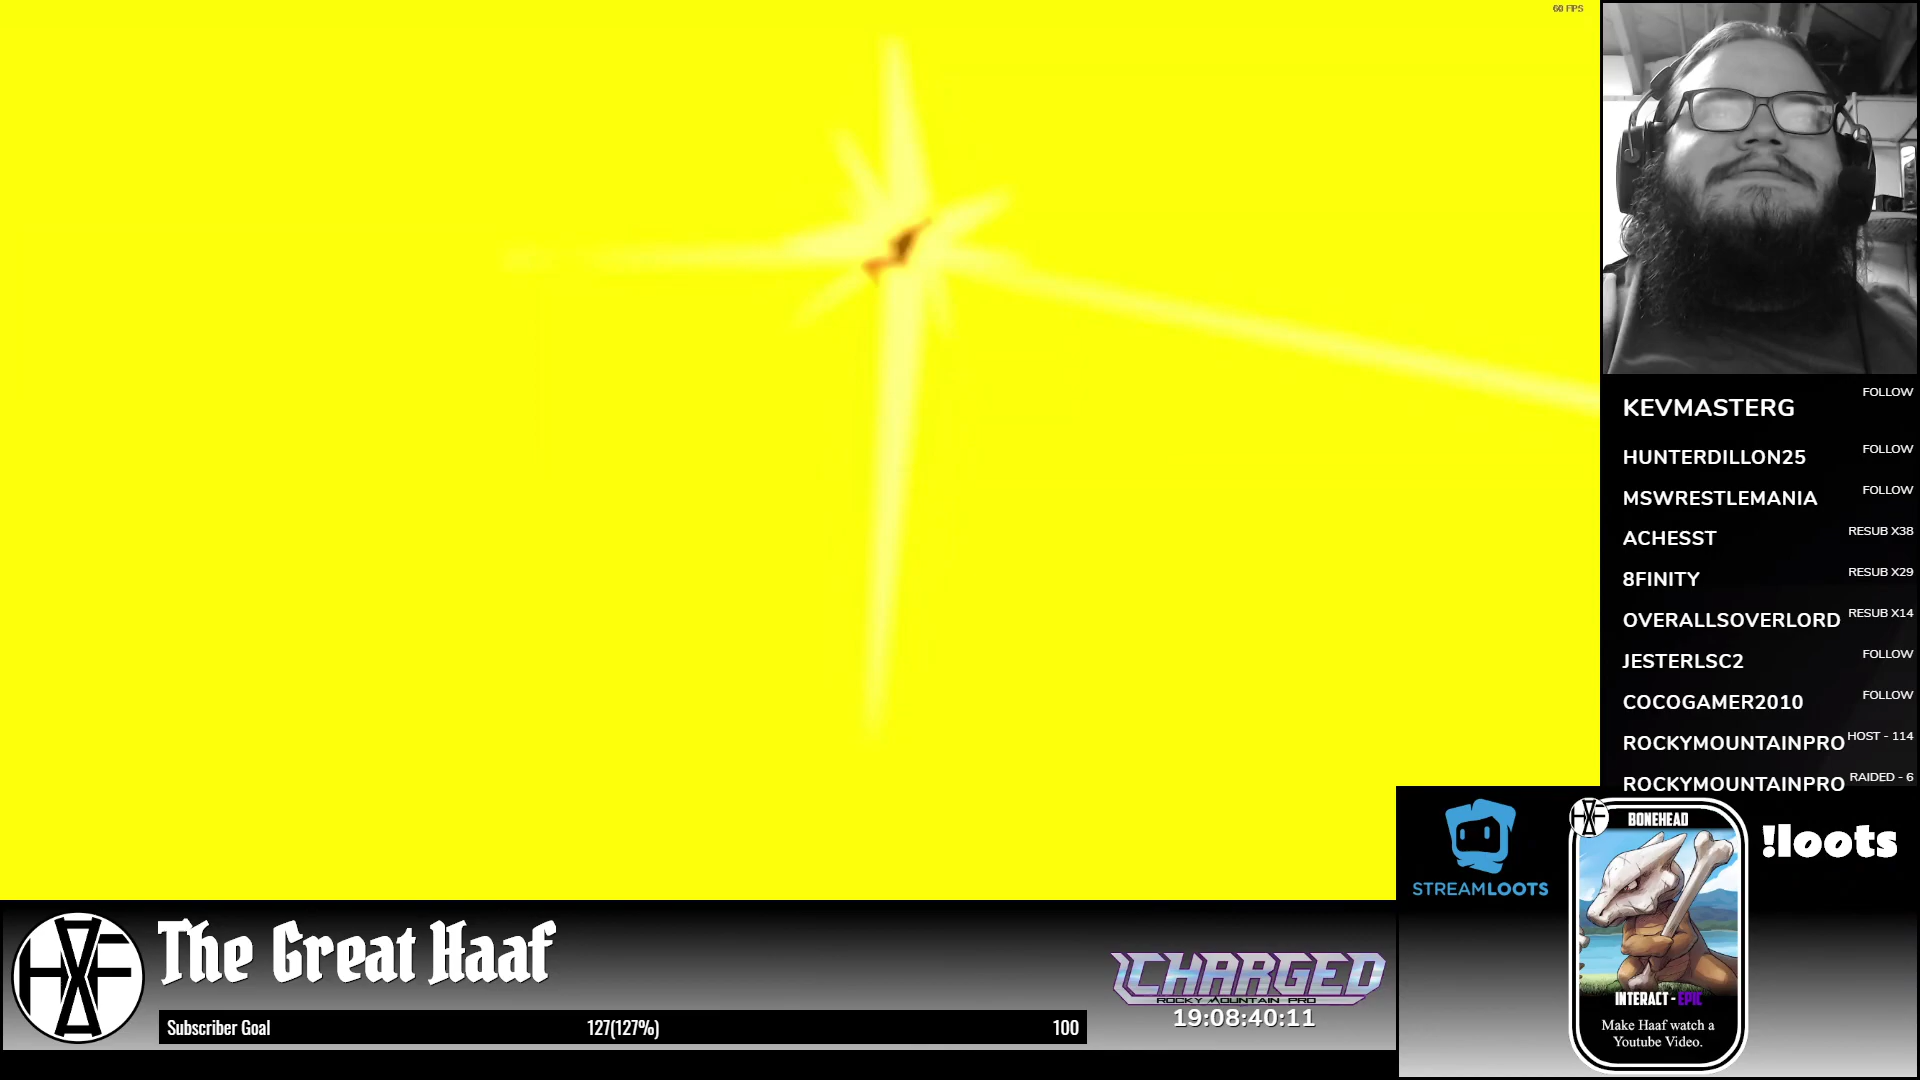 60 FPS
KEVMASTERG FOLLOW
HUNTERDILLON25 FOLLOW
MSWRESTLEMANIA FOLLOW
ACHESST RESUB X38
8FINITY RESUB X29
OVERALLSOVERLORD RESUB X14
JESTERLSC2 FOLLOW
COCOGAMER2010 FOLLOW
ROCKYMOUNTAINPRO HOST - 114
ROCKYMOUNTAINPRO RAIDED - 6
STREAMLOOTS
HF
BONEHEAD
INTERACT - EPIC
Make Haaf watch a
Youtube Video.
!loots
HF
The Great Haaf
Subscriber Goal 127(127%) 100
CHARGED
ROCKY MOUNTAIN PRO
19:08:40:11